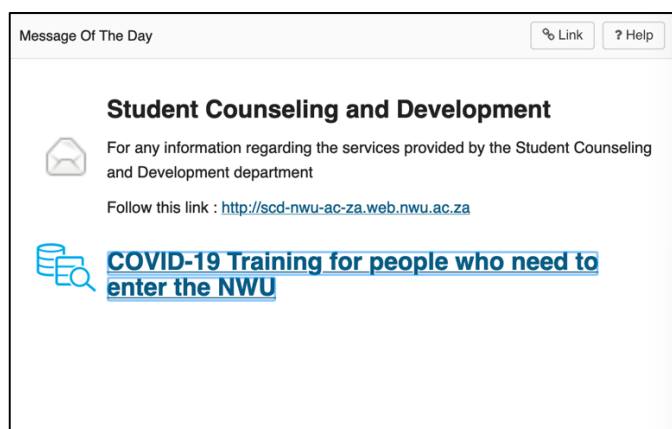 Message Of The Day
Link
? Help
Student Counseling and Development
For any information regarding the services provided by the Student Counseling
and Development department
Follow this link : http://scd-nwu-ac-za.web.nwu.ac.za
COVID-19 Training for people who need to
enter the NWU